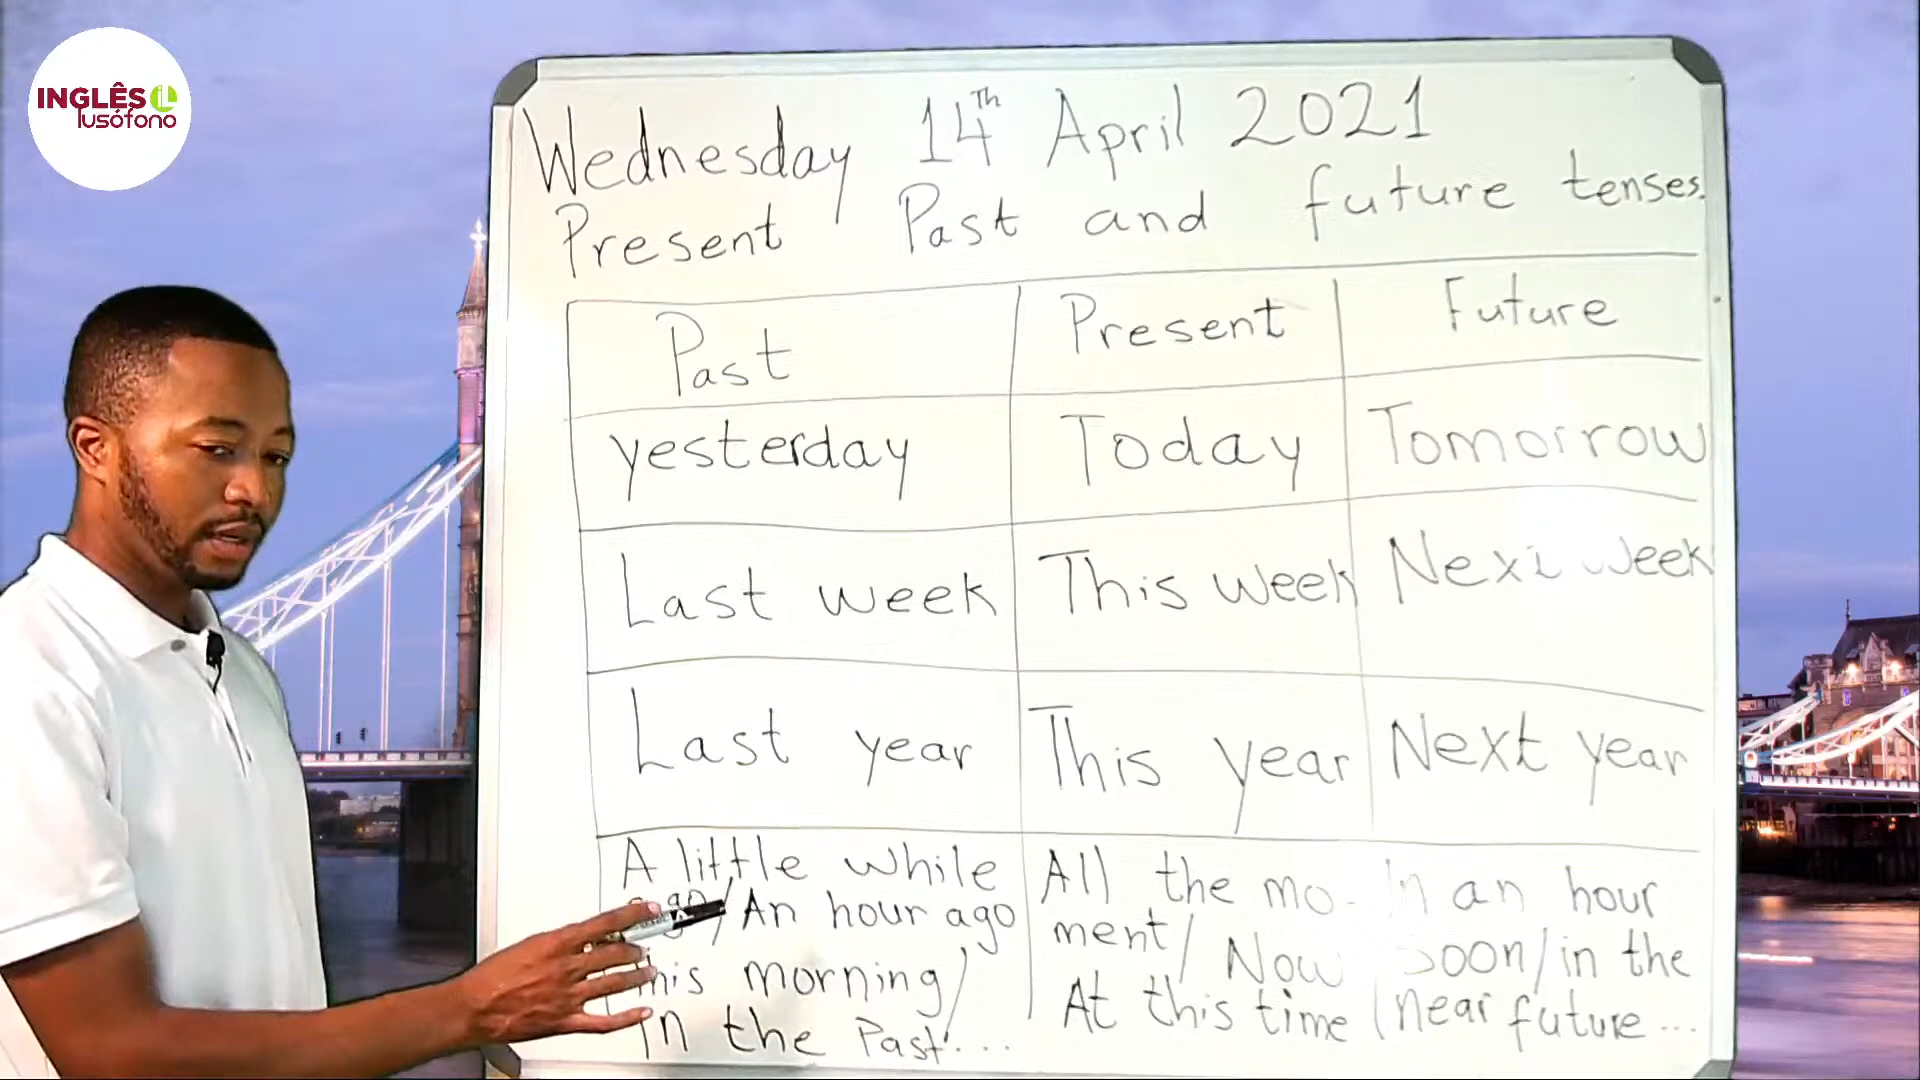 INGLÊS
lusófono
Wednesday 14Th April 2021
Present Past and future tenses.
Past Present Future
yesterday Today Tomorrow
Last week This week Next week
Last year This year Next year
A little while
ago/An hour ago
This morning/
In the Past....
All the mo-
ment/ Now
At this time
In an hour
Soon/in the
near future...